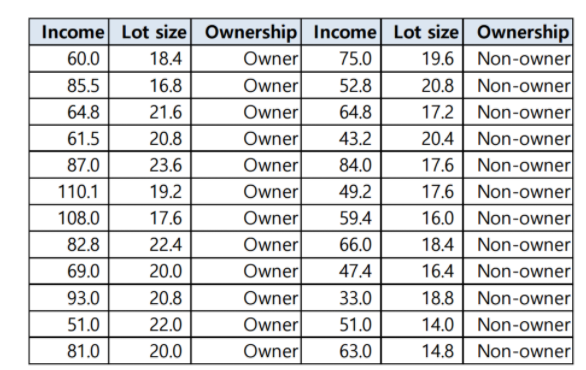 Income Lot size Ownership Income Lot size Ownership
60.0 18.4 Owner 75.0 19.6 Non-owner
85.5 16.8 Owner 52.8 20.8 Non-owner
64.8 21.6 Owner 64.8 17.2 Non-owner
61.5 20.8 Owner 43.2 20.4 Non-owner
87.0 23.6 Owner 84.0 17.6 Non-owner
110.1 19.2 Owner 49.2 17.6 Non-owner
108.0 17.6 Owner 59.4 16.0 Non-owner
82.8 22.4 Owner 66.0 18.4 Non-owner
69.0 20.0 Owner 47.4 16.4 Non-owner
93.0 20.8 Owner 33.0 18.8 Non-owner
51.0 22.0 Owner 51.0 14.0 Non-owner
81.0 20.0 Owner 63.0 14.8 Non-owner